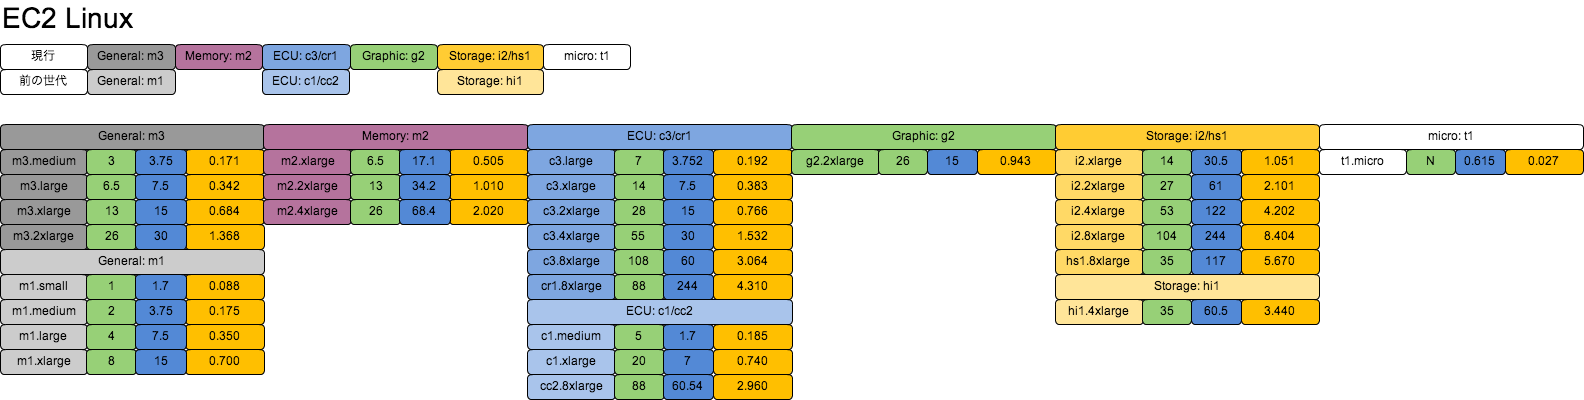 EC2 Linux
現行 General: m3 Memory: m2 ECU: c3/cr1 Graphic: g2 Storage: i2/hs1 micro: t1
前の世代 General: m1 ECU: c1/cc2 Storage: hi1
General: m3 Memory: m2 ECU: c3/cr1 Graphic: g2 Storage: i2/hs1 micro: t1
m3.medium 3 3.75 0.171 m2.xlarge 6.5 17.1 0.505 c3.large 7 3.752 0.192 g2.2xlarge 26 15 0.943 i2.xlarge 14 30.5 1.051 t1.micro N 0.615 0.027
m3.large 6.5 7.5 0.342 m2.2xlarge 13 34.2 1.010 c3.xlarge 14 7.5 0.383 i2.2xlarge 27 61 2.101
m3.xlarge 13 15 0.684 m2.4xlarge 26 68.4 2.020 c3.2xlarge 28 15 0.766 i2.4xlarge 53 122 4.202
m3.2xlarge 26 30 1.368 c3.4xlarge 55 30 1.532 i2.8xlarge 104 244 8.404
General: m1 c3.8xlarge 108 60 3.064 hs1.8xlarge 35 117 5.670
m1.small 1 1.7 0.088 cr1.8xlarge 88 244 4.310 Storage: hi1
m1.medium 2 3.75 0.175 ECU: c1/cc2 hi1.4xlarge 35 60.5 3.440
m1.large 4 7.5 0.350 c1.medium 5 1.7 0.185
m1.xlarge 8 15 0.700 c1.xlarge 20 7 0.740
cc2.8xlarge 88 60.54 2.960